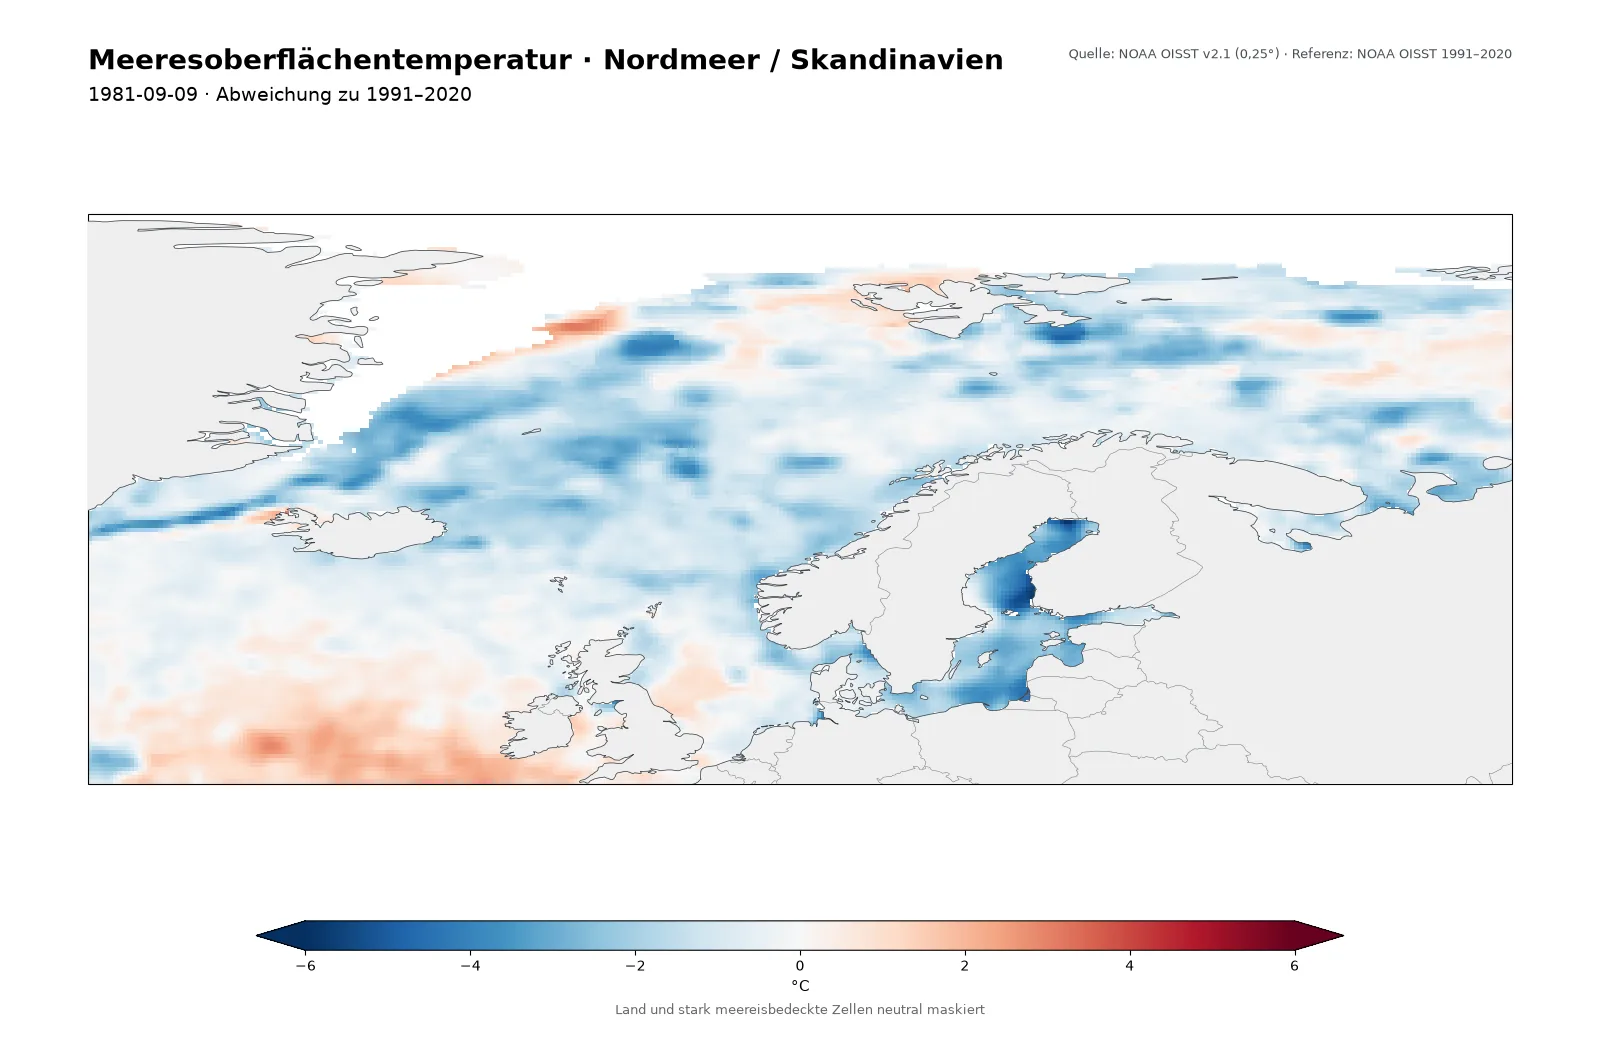 Meeresoberflächentemperatur · Nordmeer / Skandinavien
Quelle: NOAA OISST v2.1 (0,25°) · Referenz: NOAA OISST 1991–2020
1981-09-09 · Abweichung zu 1991–2020
−6 −4 −2 0 2 4 6
°C
Land und stark meereisbedeckte Zellen neutral maskiert